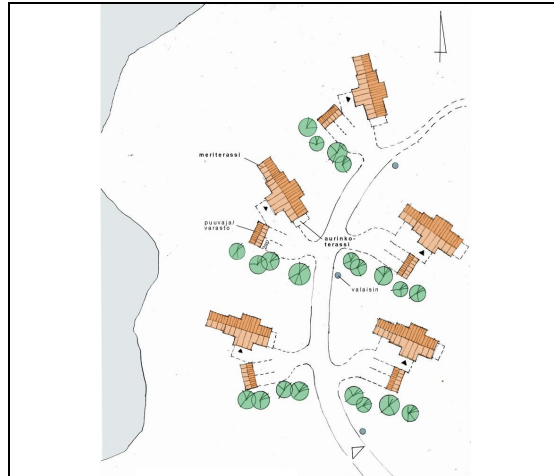 meriterassi
puuvaja/
varasto
aurinko-
terassi
valaisin